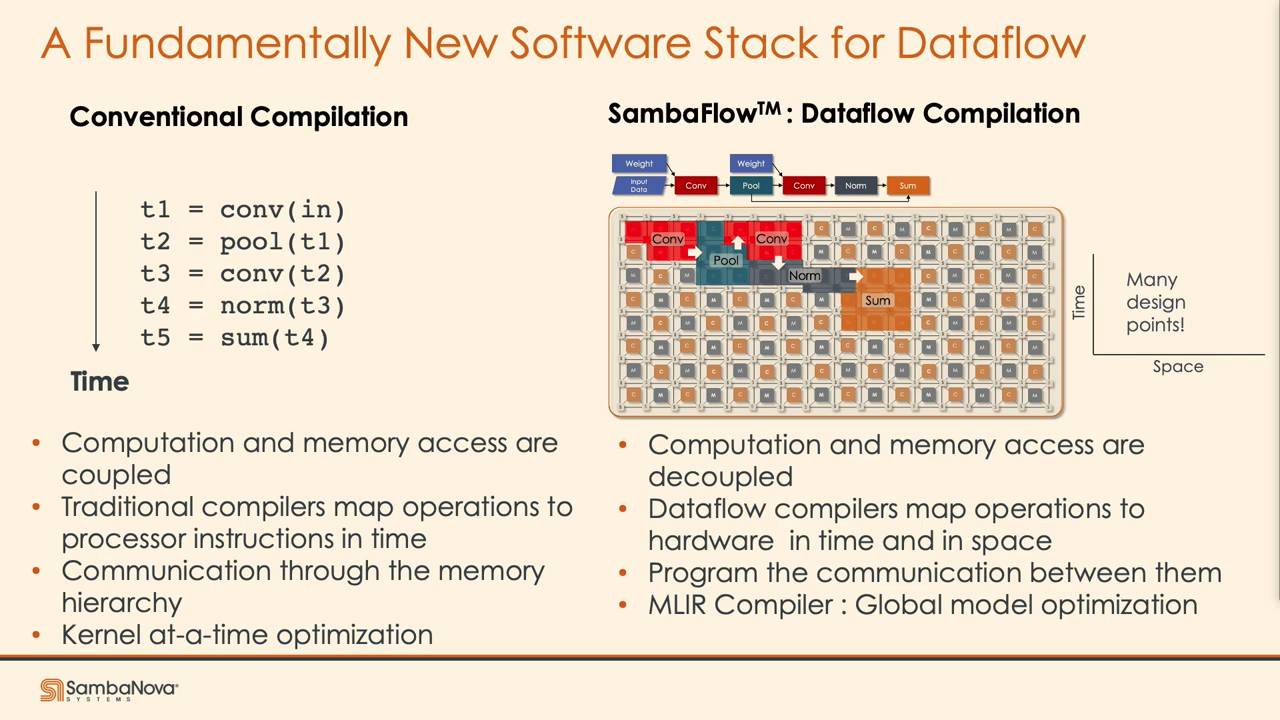 A Fundamentally New Software Stack for Dataflow
Conventional Compilation
t1 = conv(in)
t2 = pool(t1)
t3 = conv(t2)
t4 = norm(t3)
t5 = sum(t4)
Time
• Computation and memory access are
coupled
• Traditional compilers map operations to
processor instructions in time
• Communication through the memory
hierarchy
• Kernel at-a-time optimization
SambaFlow™ : Dataflow Compilation
Weight
Weight
Input
Data
Conv
Pool
Conv
Norm
Sum
Conv
Conv
Pool
Norm
Sum
Time
Many
design
points!
Space
• Computation and memory access are
decoupled
• Dataflow compilers map operations to
hardware in time and in space
• Program the communication between them
• MLIR Compiler : Global model optimization
SambaNova
SYSTEMS